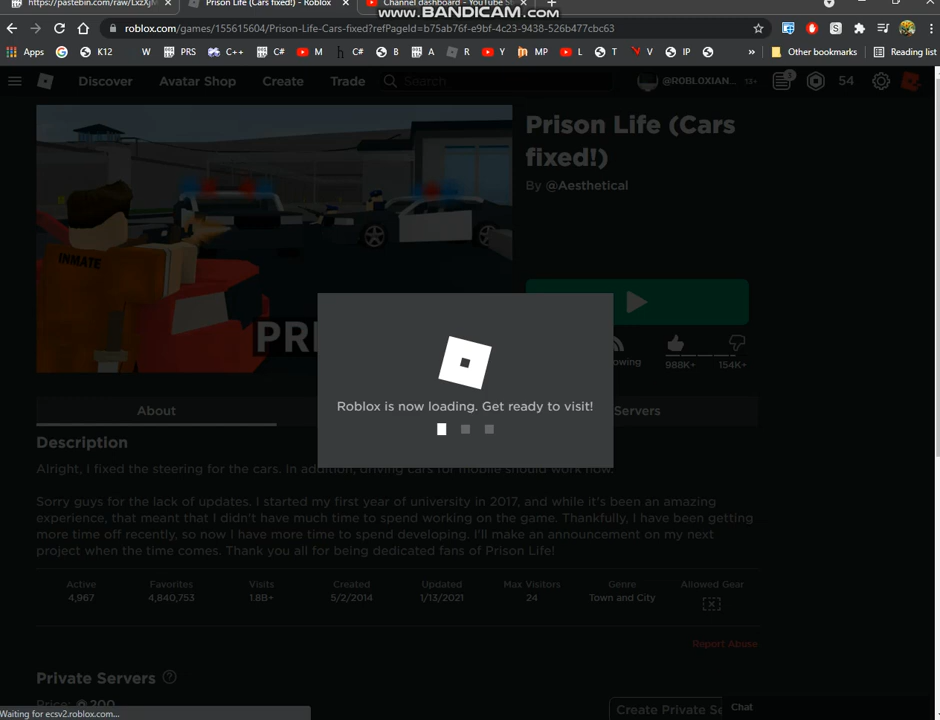 https://pastebin.com/raw/LxzXjM
Prison Life (Cars fixed!) - Roblox
Channel dashboard - YouTube St
www.BANDICAM.com
roblox.com/games/155615604/Prison-Life-Cars-fixed?refPageId=b75ab76f-e9bf-4c23-9438-526b477cbc63
Apps K12 W PRS C++ C# M C# B A R Y MP L T V IP » Other bookmarks Reading list
Discover Avatar Shop Create Trade Search @ROBLOXIAN... 13+ 1 54
Prison Life (Cars
fixed!)
By @Aesthetical
INMATE
PRI
Roblox is now loading. Get ready to visit!
owing 988K+ 154K+
About Servers
Description
Alright, I fixed the steering for the cars. In addition, driving cars for mobile should work now.
Sorry guys for the lack of updates. I started my first year of university in 2017, and while it's been an amazing
experience, that meant that I didn't have much time to spend working on the game. Thankfully, I have been getting
more time off recently, so now I have more time to spend developing. I'll make an announcement on my next
project when the time comes. Thank you all for being dedicated fans of Prison Life!
Active Favorites Visits Created Updated Max Visitors Genre Allowed Gear
4,967 4,840,753 1.8B+ 5/2/2014 1/13/2021 24 Town and City
Report Abuse
Private Servers
Price: 200
Create Private Se
Chat
Waiting for ecsv2.roblox.com...